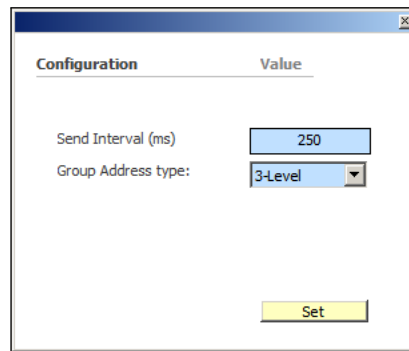 Configuration Value
Send Interval (ms) 250
Group Address type: 3-Level
Set